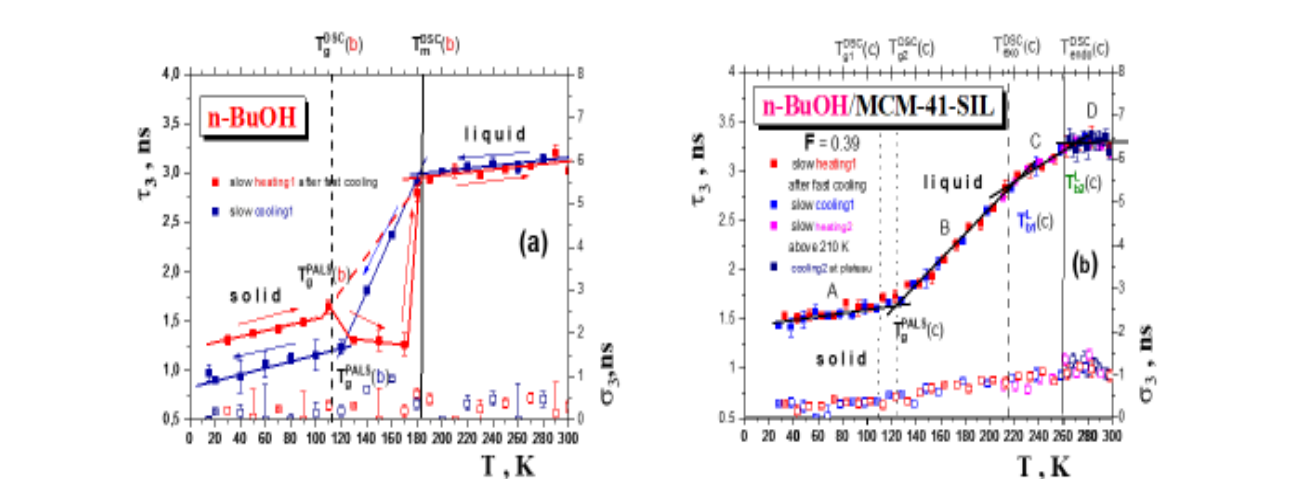 T_g^DSC(b)
T_m^DSC(b)
4,0
3,5
3,0
2,5
2,0
1,5
1,0
0,5
τ₃ , ns
8
7
6
5
4
3
2
1
0
σ₃,ns
n-BuOH
liquid
slow heating1 after fast cooling
slow cooling1
(a)
T_g^PALS(b)
solid
T_g^PALS(b)
0 20 40 60 80 100 120 140 160 180 200 220 240 260 280 300
T , K
T_g1^DSC(c)
T_g2^DSC(c)
T_exo^DSC(c)
T_endo^DSC(c)
4
3.5
3
2.5
2
1.5
1
0.5
τ₃ , ns
8
7
6
5
4
3
2
1
0
σ₃ , ns
n-BuOH/MCM-41-SIL
D
F = 0.39
C
slow heating1
after fast cooling
liquid
slow cooling1
slow heating2
above 210 K
cooling2 at plateau
B
T_b1^L(c)
(b)
A
T_g^PALS(c)
solid
0 20 40 60 80 100 120 140 160 180 200 220 240 260 280 300
T , K